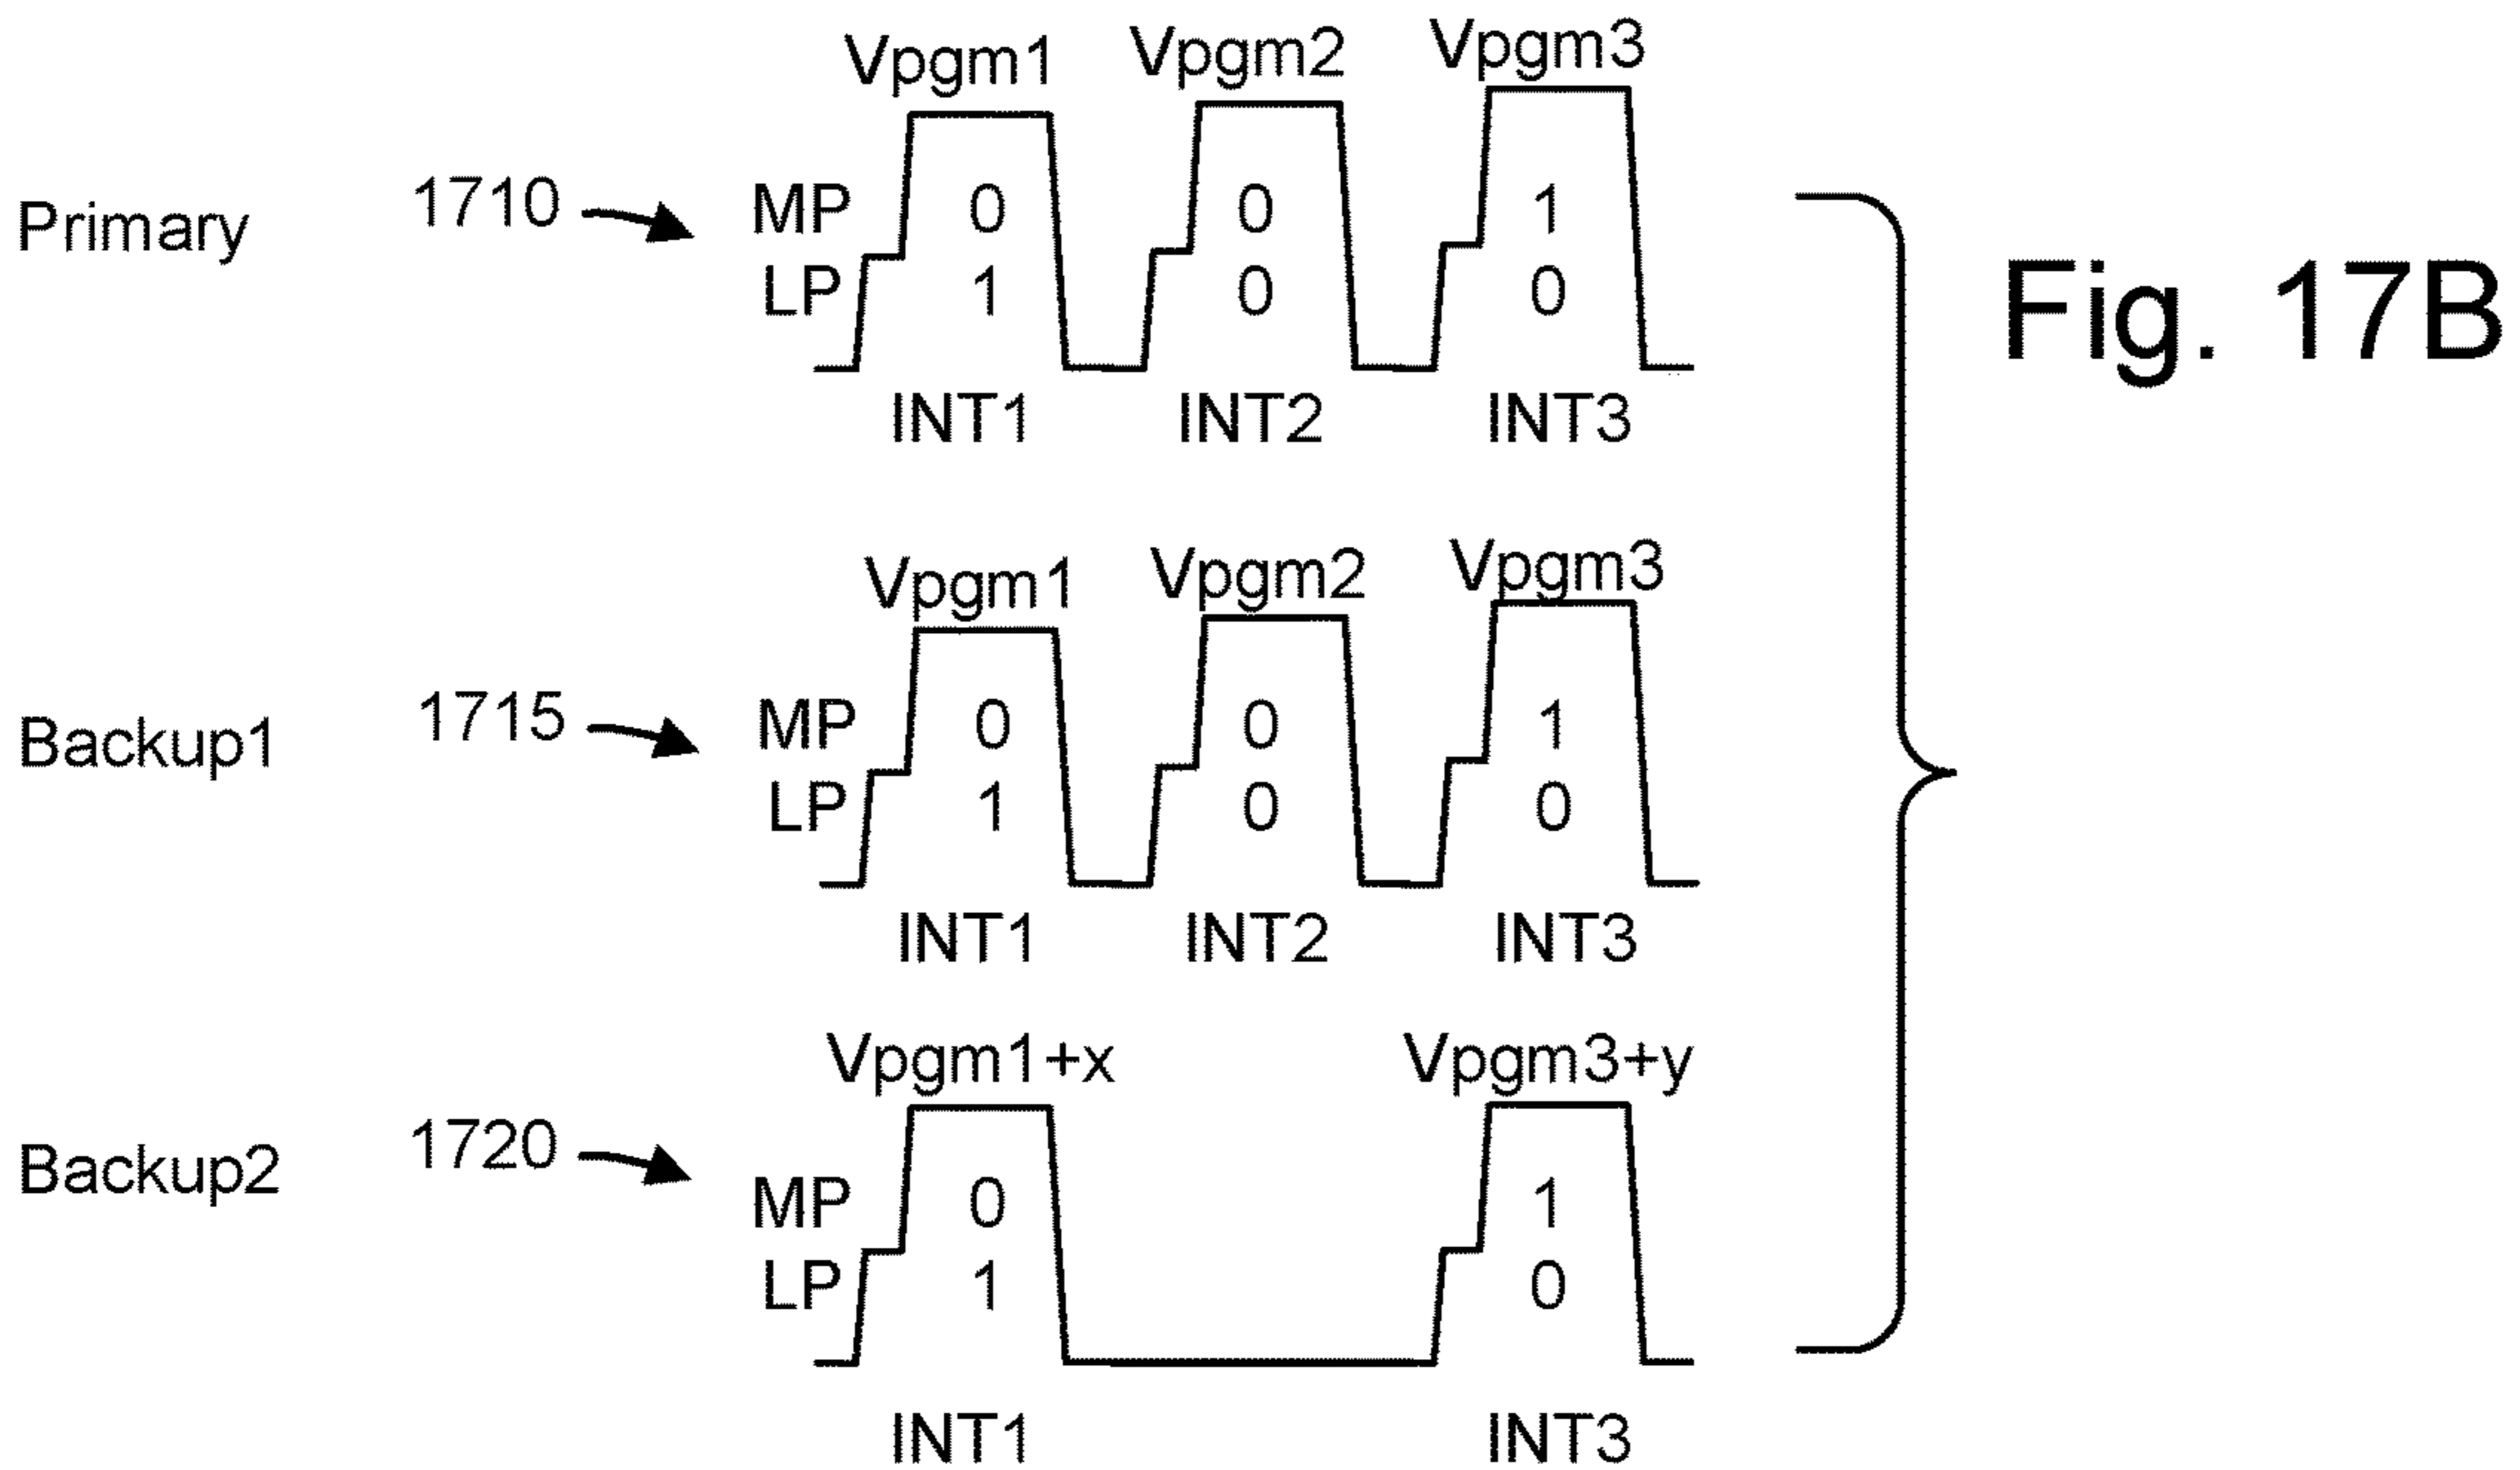 Vpgm1 Vpgm2 Vpgm3
Primary 1710 MP 0 0 1
LP 1 0 0
INT1 INT2 INT3
Fig. 17B
Vpgm1 Vpgm2 Vpgm3
Backup1 1715 MP 0 0 1
LP 1 0 0
INT1 INT2 INT3
Vpgm1+x Vpgm3+y
Backup2 1720 MP 0 1
LP 1 0
INT1 INT3